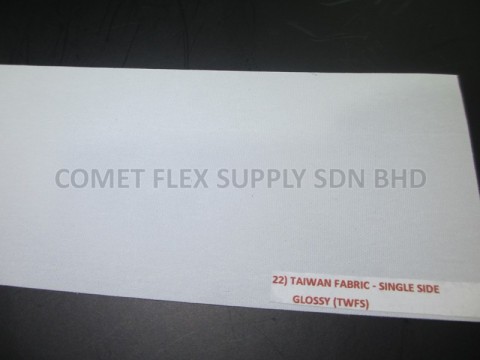 COMET FLEX SUPPLY SDN BHD
22) TAIWAN FABRIC - SINGLE SIDE
GLOSSY (TWFS)